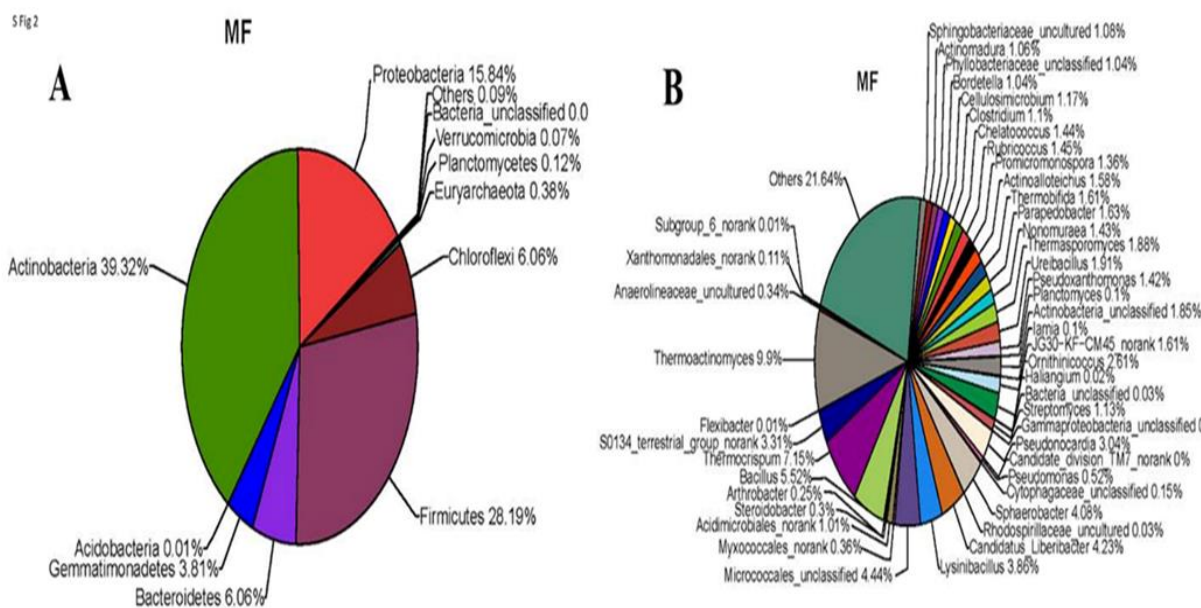 S Fig 2
MF
A
Proteobacteria 15.84%
Others 0.09%
Bacteria_unclassified 0.0
Verrucomicrobia 0.07%
Planctomycetes 0.12%
Euryarchaeota 0.38%
Chloroflexi 6.06%
Actinobacteria 39.32%
Firmicutes 28.19%
Acidobacteria 0.01%
Gemmatimonadetes 3.81%
Bacteroidetes 6.06%
B
MF
Sphingobacteriaceae_uncultured 1.08%
Actinomadura 1.06%
Phyllobacteriaceae_unclassified 1.04%
Bordetella 1.04%
Cellulosimicrobium 1.17%
Clostridium 1.1%
Chelatococcus 1.44%
Rubricoccus 1.45%
Promicromonospora 1.36%
Actinoalloteichus 1.58%
Thermobifida 1.61%
Parapedobacter 1.63%
Nonomuraea 1.43%
Thermasporomyces 1.88%
Ureibacillus 1.91%
Pseudoxanthomonas 1.42%
Planctomyces 0.1%
Actinobacteria_unclassified 1.85%
Iamia 0.1%
JG30-KF-CM45_norank 1.61%
Ornithinicoccus 2.61%
Haliangium 0.02%
Bacteria_unclassified 0.03%
Streptomyces 1.13%
Gammaproteobacteria_unclassified
Pseudonocardia 3.04%
Candidate_division_TM7_norank 0%
Pseudomonas 0.52%
Cytophagaceae_unclassified 0.15%
Sphaerobacter 4.08%
Rhodospirillaceae_uncultured 0.03%
Candidatus_Liberibacter 4.23%
Lysinibacillus 3.86%
Others 21.64%
Subgroup_6_norank 0.01%
Xanthomonadales_norank 0.11%
Anaerolineaceae_uncultured 0.34%
Thermoactinomyces 9.9%
Flexibacter 0.01%
S0134_terrestrial_group_norank 3.31%
Thermocrispum 7.15%
Bacillus 5.52%
Arthrobacter 0.25%
Steroidobacter 0.3%
Acidimicrobiales_norank 1.01%
Myxococcales_norank 0.36%
Micrococcales_unclassified 4.44%